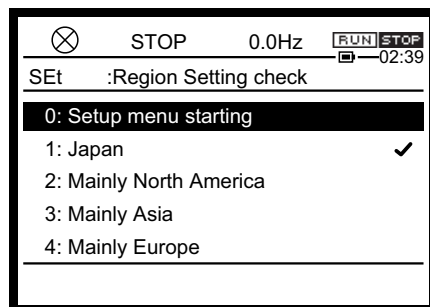 STOP 0.0Hz RUN STOP
02:39
SEt :Region Setting check
0: Setup menu starting
1: Japan
2: Mainly North America
3: Mainly Asia
4: Mainly Europe